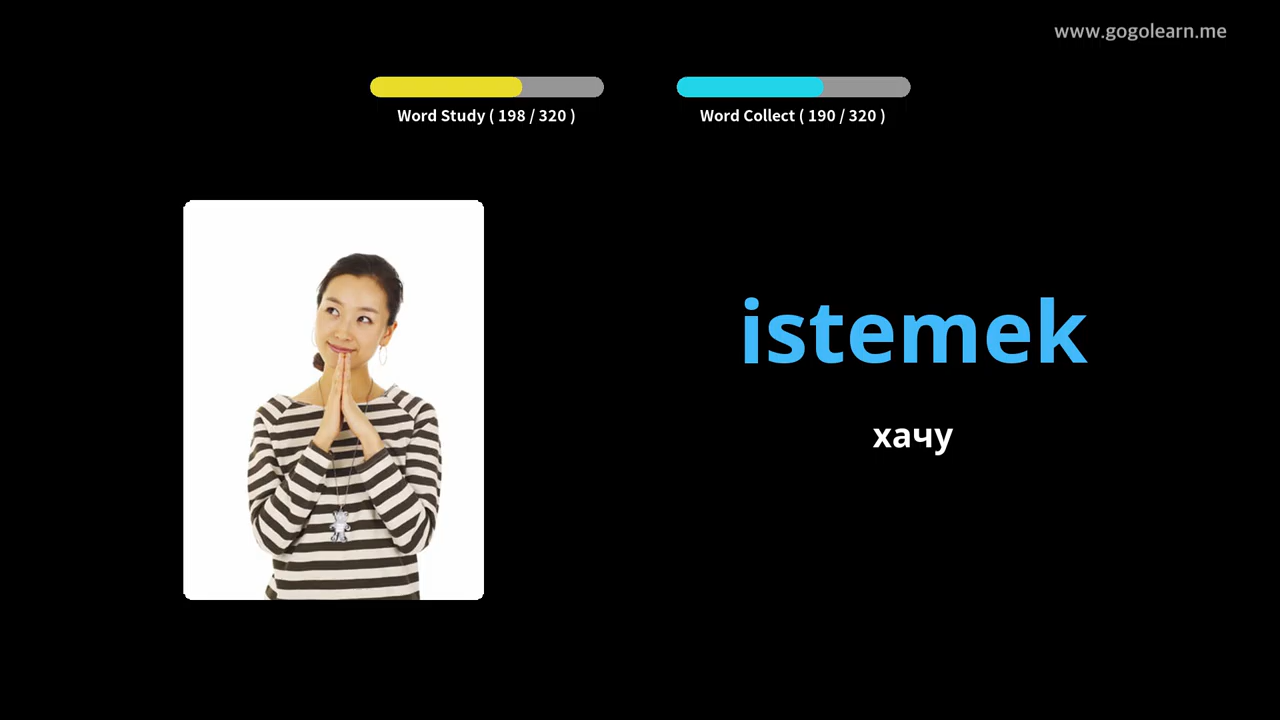 www.gogolearn.me
Word Study ( 198 / 320 )
Word Collect ( 190 / 320 )
istemek
хачу